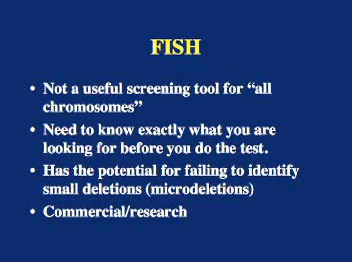 FISH
• Not a useful screening tool for “all
chromosomes”
• Need to know exactly what you are
looking for before you do the test.
• Has the potential for failing to identify
small deletions (microdeletions)
• Commercial/research